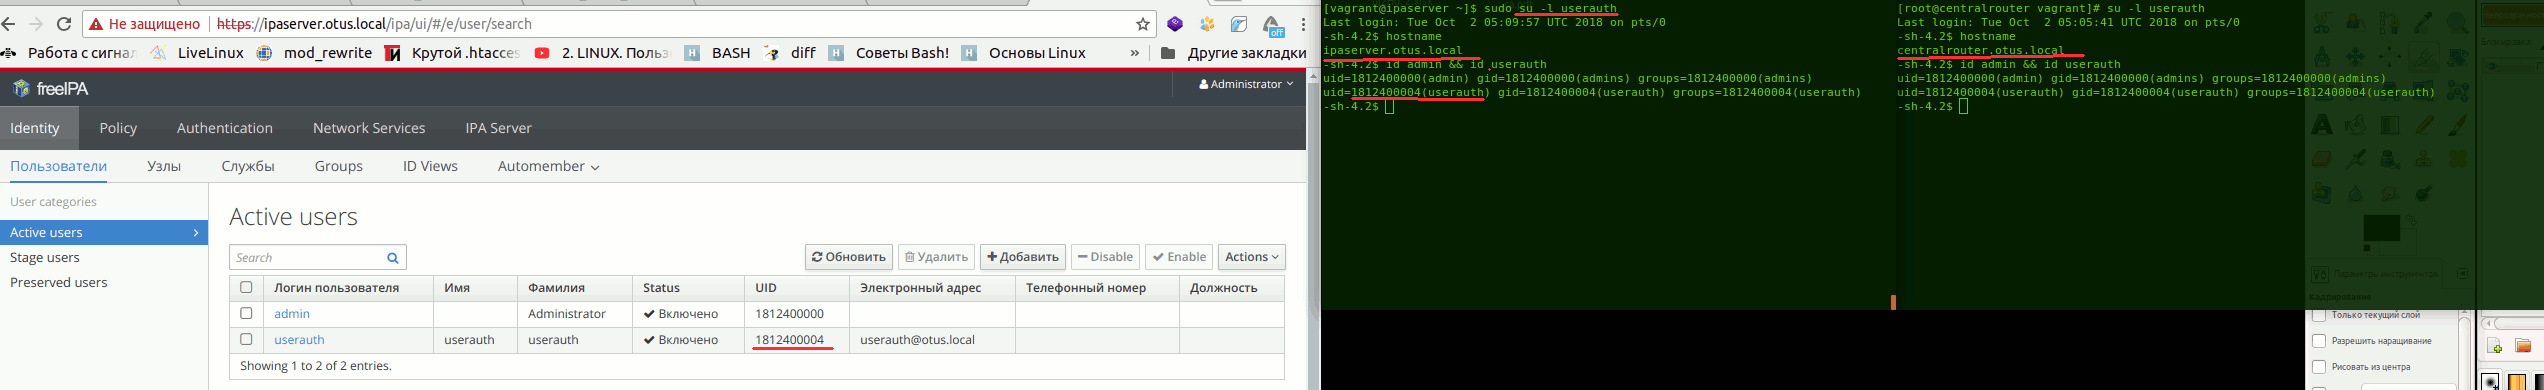 Не защищено https://ipaserver.otus.local/ipa/ui/#/e/user/search
Работа с сигнал LiveLinux mod_rewrite Крутой .htacces 2. LINUX. Польз BASH diff Советы Bash! Основы Linux » Другие закладки
off
freeIPA Administrator
Identity Policy Authentication Network Services IPA Server
Пользователи Узлы Службы Groups ID Views Automember
User categories
Active users
Stage users
Preserved users
Active users
Search Обновить Удалить Добавить Disable Enable Actions
Логин пользователя Имя Фамилия Status UID Электронный адрес Телефонный номер Должность
admin Administrator Включено 1812400000
userauth userauth userauth Включено 1812400004 userauth@otus.local
Showing 1 to 2 of 2 entries.
[vagrant@ipaserver ~]$ sudo su -l userauth
Last login: Tue Oct  2 05:09:57 UTC 2018 on pts/0
-sh-4.2$ hostname
ipaserver.otus.local
-sh-4.2$ id admin && id userauth
uid=1812400000(admin) gid=1812400000(admins) groups=1812400000(admins)
uid=1812400004(userauth) gid=1812400004(userauth) groups=1812400004(userauth)
-sh-4.2$
[root@centralrouter vagrant]# su -l userauth
Last login: Tue Oct  2 05:05:41 UTC 2018 on pts/0
-sh-4.2$ hostname
centralrouter.otus.local
-sh-4.2$ id admin && id userauth
uid=1812400000(admin) gid=1812400000(admins) groups=1812400000(admins)
uid=1812400004(userauth) gid=1812400004(userauth) groups=1812400004(userauth)
-sh-4.2$
Параметры инструментов
Кадрирование
Только текущий слой
Разрешить наращивание
Рисовать из центра